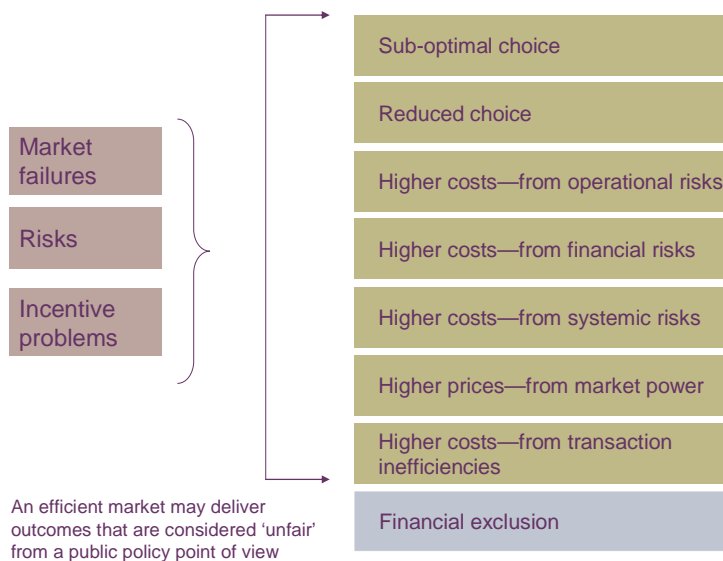 Market
failures
Risks
Incentive
problems
An efficient market may deliver
outcomes that are considered ‘unfair’
from a public policy point of view
Sub-optimal choice
Reduced choice
Higher costs—from operational risks
Higher costs—from financial risks
Higher costs—from systemic risks
Higher prices—from market power
Higher costs—from transaction
inefficiencies
Financial exclusion